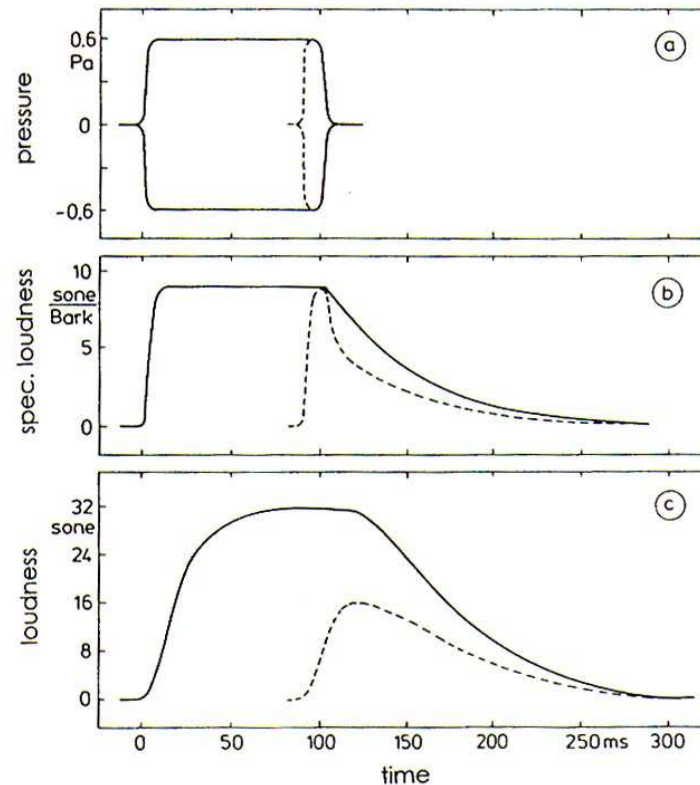 0.6
Pa
0
-0.6
pressure
a
10
sone
Bark
5
0
spec. loudness
b
32
sone
24
16
8
0
loudness
c
0 50 100 150 200 250 ms 300
time